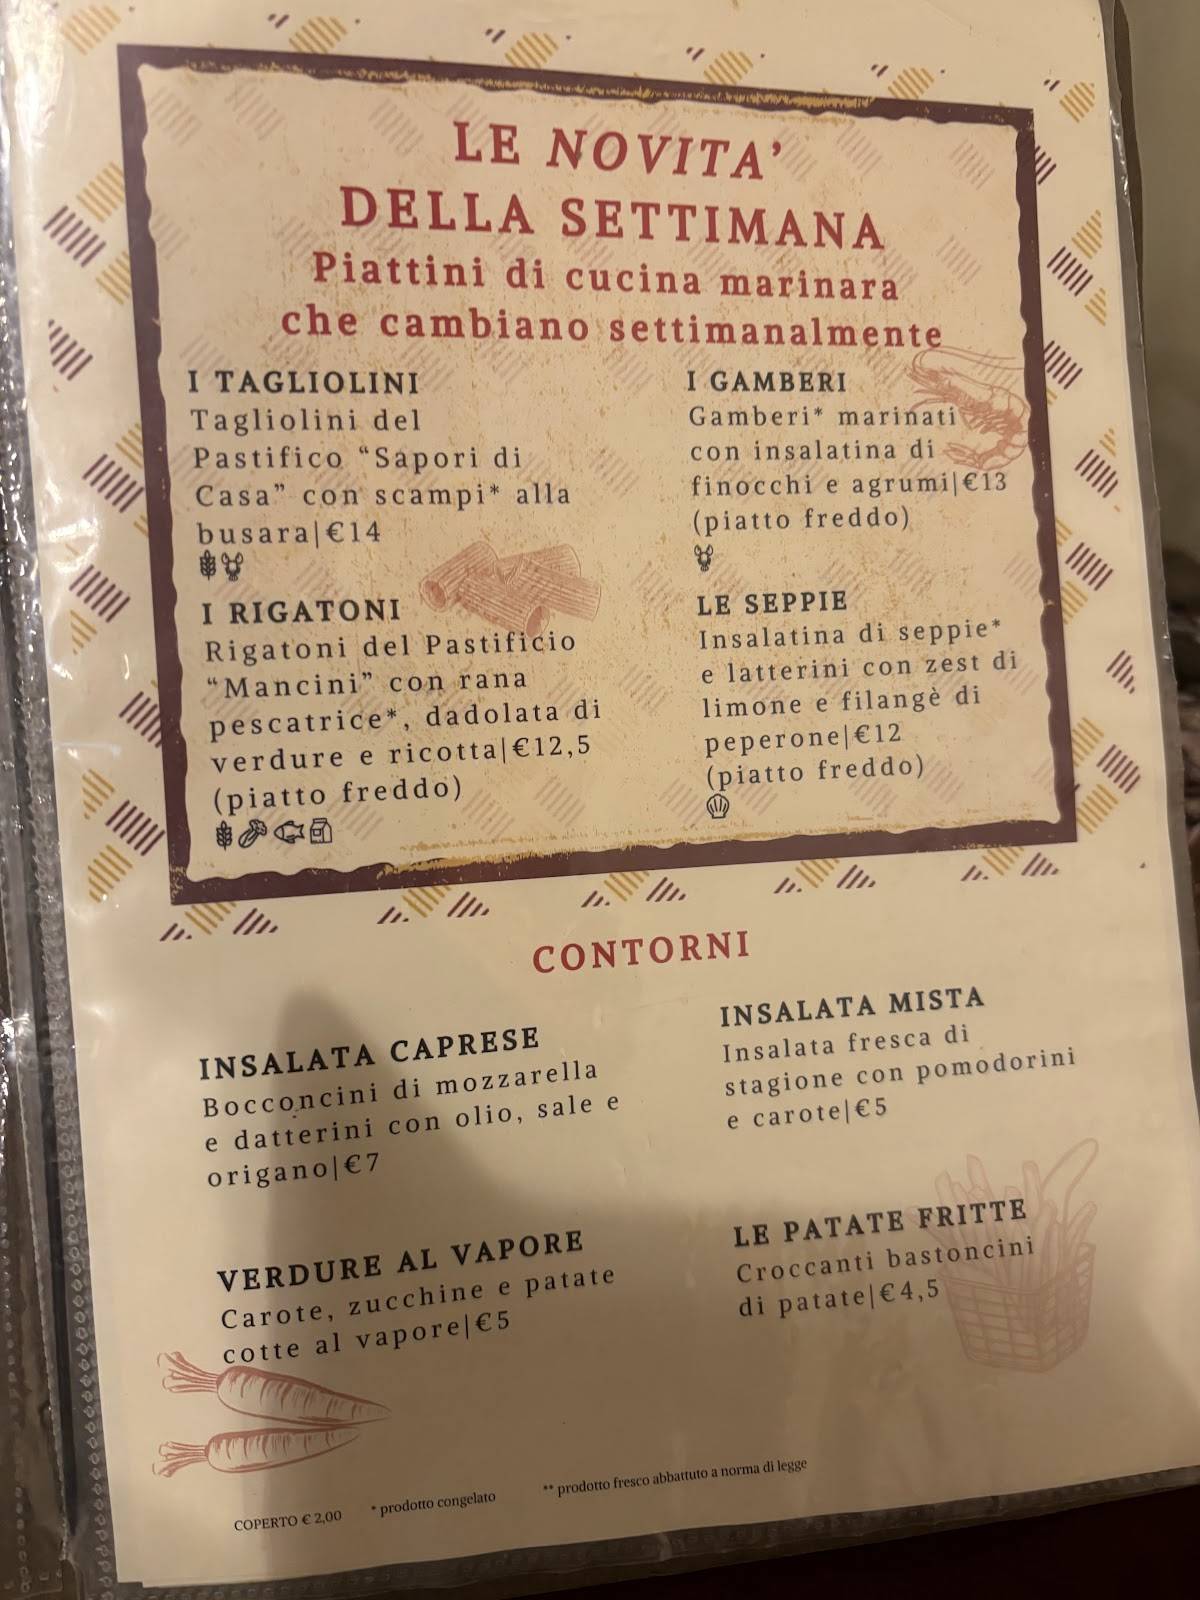 LE NOVITA'
DELLA SETTIMANA
Piattini di cucina marinara
che cambiano settimanalmente
I TAGLIOLINI
Tagliolini del
Pastifico “Sapori di
Casa” con scampi* alla
busara|€14
I RIGATONI
Rigatoni del Pastificio
“Mancini” con rana
pescatrice*, dadolata di
verdure e ricotta|€12,5
(piatto freddo)
I GAMBERI
Gamberi* marinati
con insalatina di
finocchi e agrumi|€13
(piatto freddo)
LE SEPPIE
Insalatina di seppie*
e latterini con zest di
limone e filangè di
peperone|€12
(piatto freddo)
CONTORNI
INSALATA CAPRESE
Bocconcini di mozzarella
e datterini con olio, sale e
origano|€7
INSALATA MISTA
Insalata fresca di
stagione con pomodorini
e carote|€5
VERDURE AL VAPORE
Carote, zucchine e patate
cotte al vapore|€5
LE PATATE FRITTE
Croccanti bastoncini
di patate|€4,5
COPERTO € 2,00 * prodotto congelato ** prodotto fresco abbattuto a norma di legge